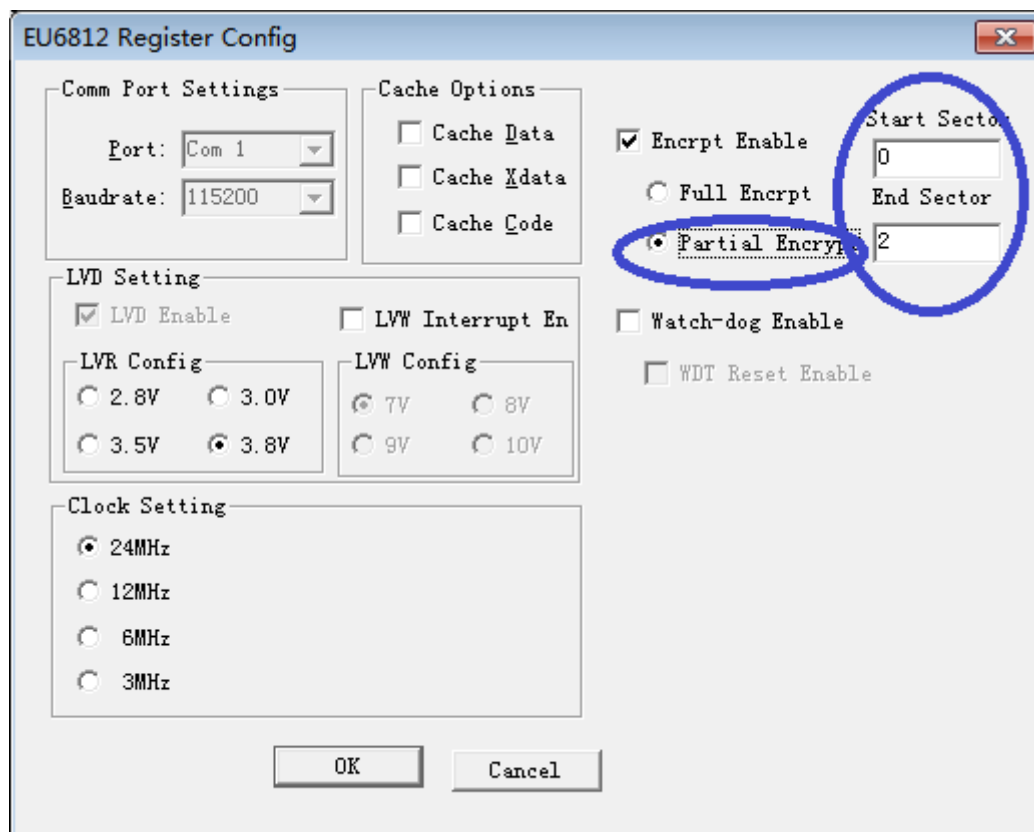 EU6812 Register Config
Comm Port Settings
Port: Com 1
Baudrate: 115200
Cache Options
Cache Data
Cache Xdata
Cache Code
Encrpt Enable
Full Encrpt
Partial Encryp
Start Sector
0
End Sector
2
LVD Setting
LVD Enable
LVW Interrupt En
LVR Config
2.8V 3.0V
3.5V 3.8V
LVW Config
7V 8V
9V 10V
Watch-dog Enable
WDT Reset Enable
Clock Setting
24MHz
12MHz
6MHz
3MHz
OK Cancel